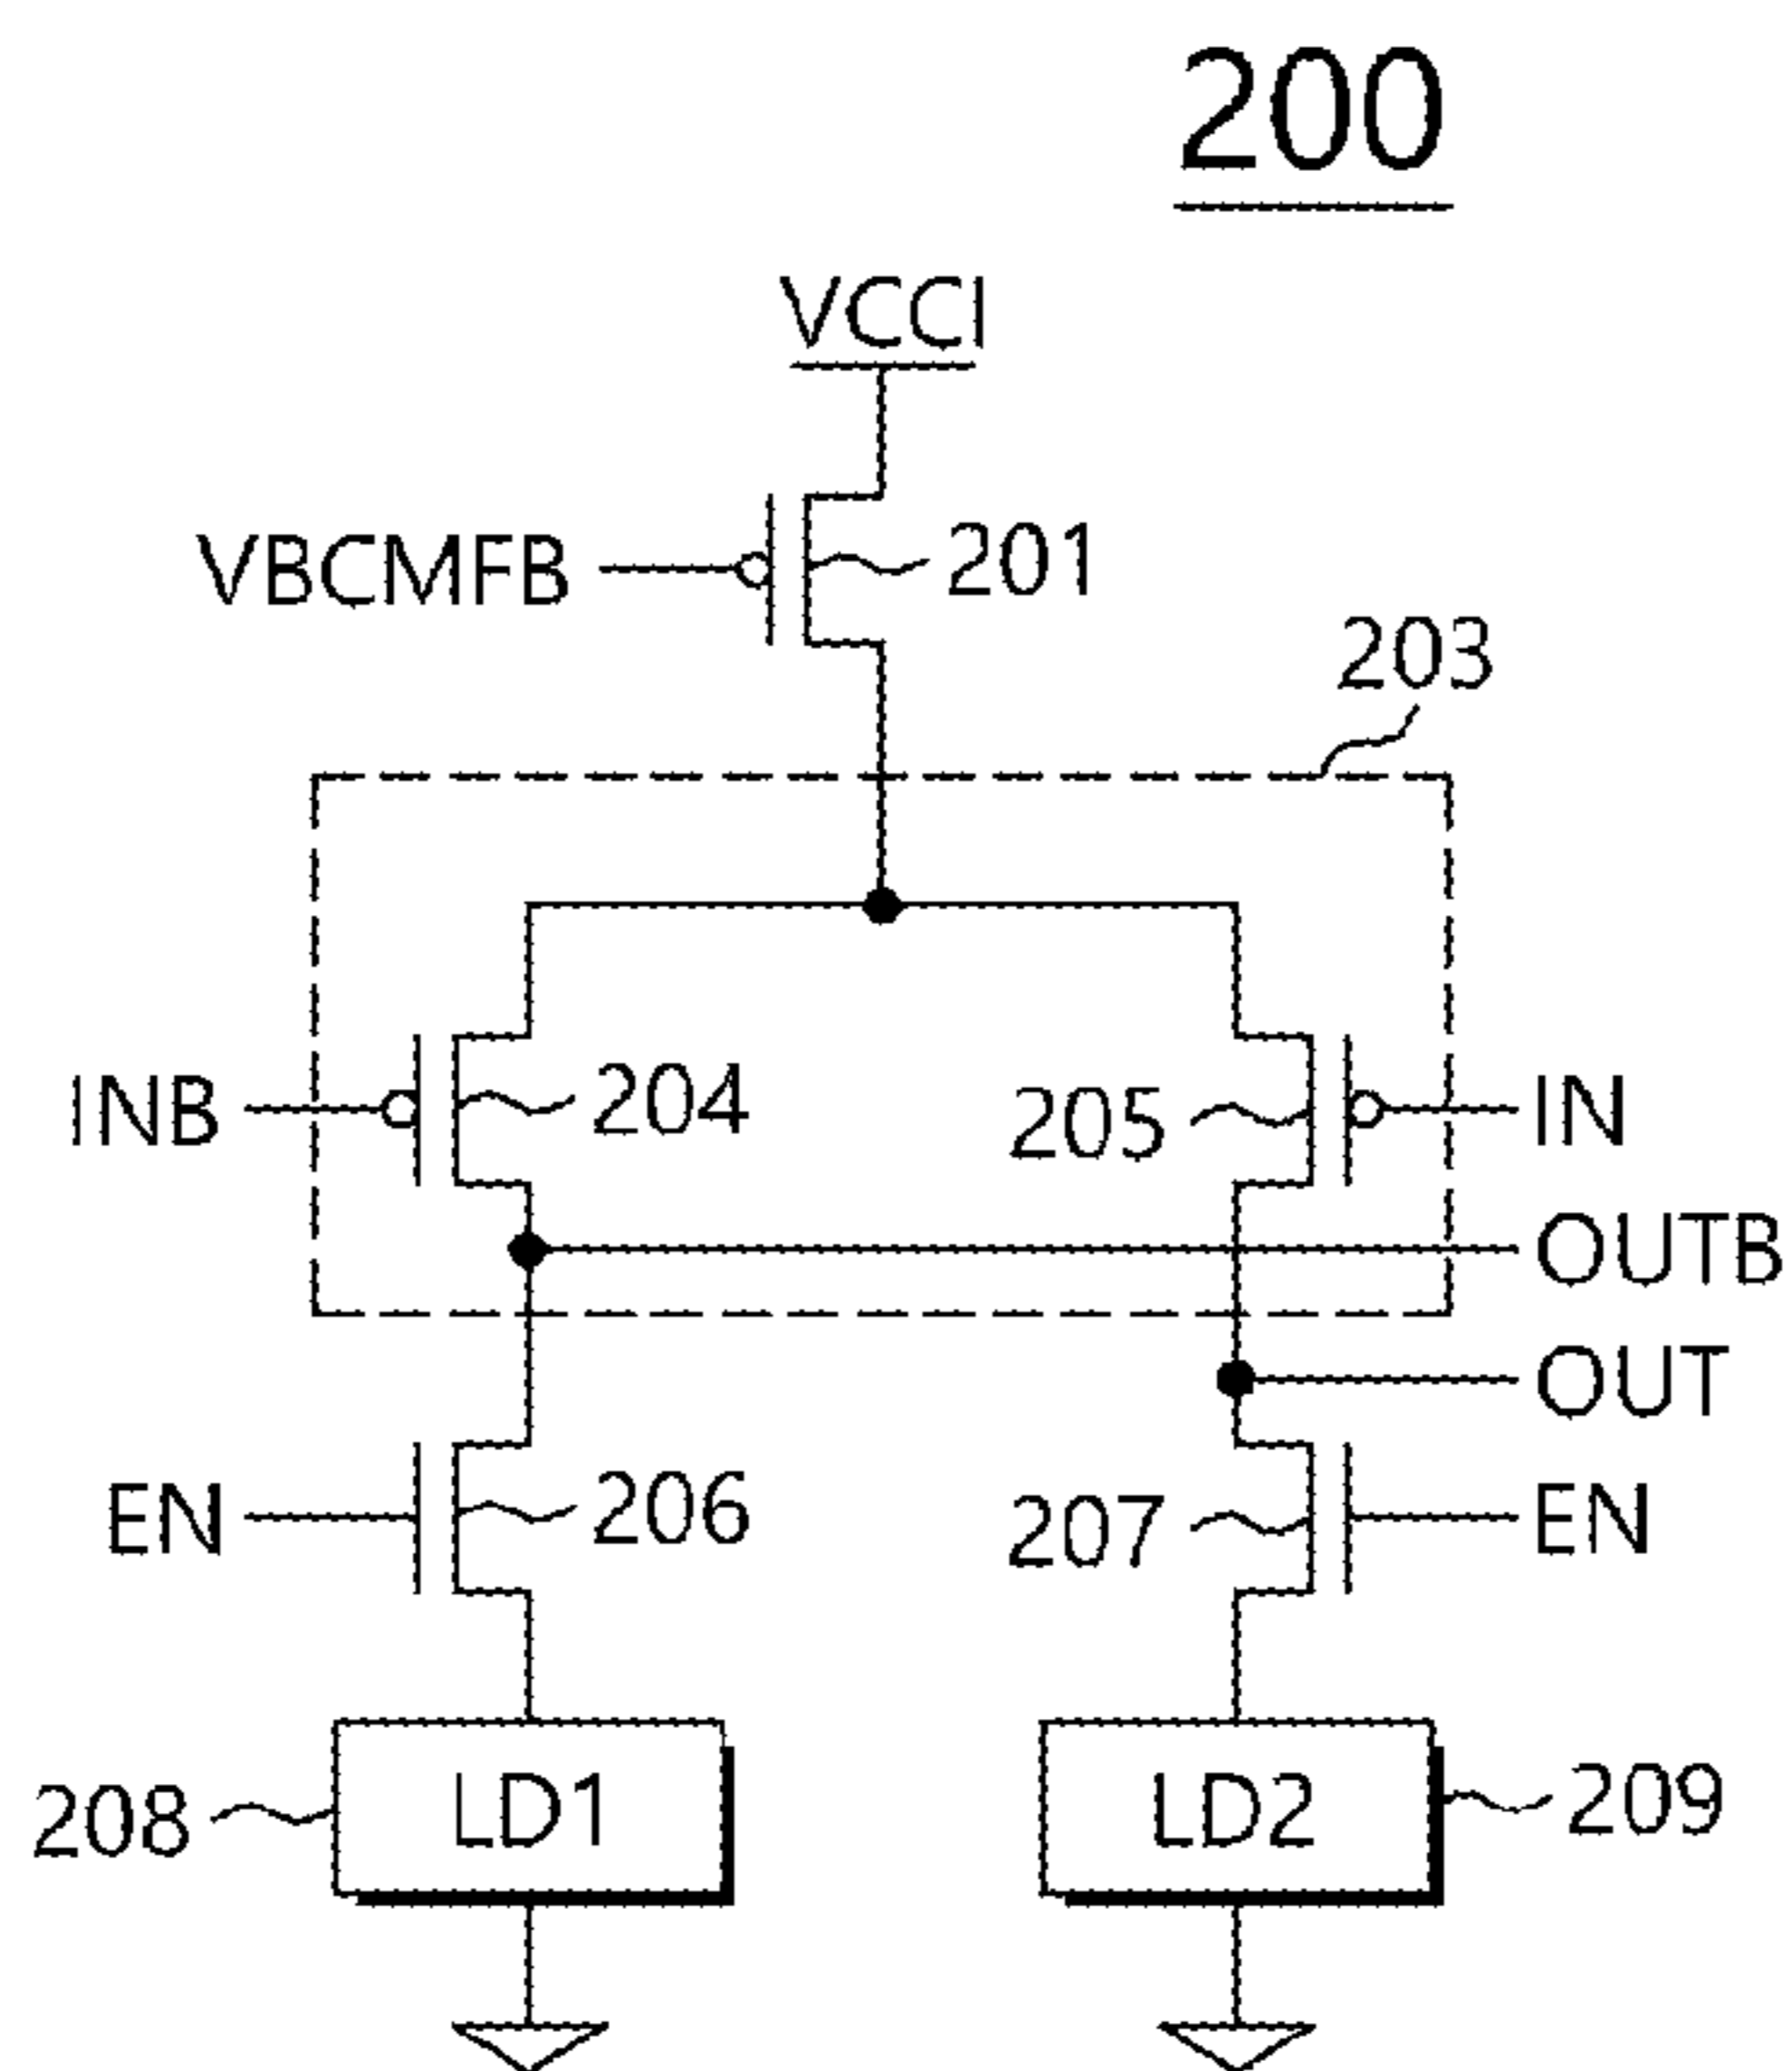 200
VCCI
VBCMFB
201
203
INB
204
205
IN
OUTB
OUT
EN
206
207
EN
208
LD1
LD2
209